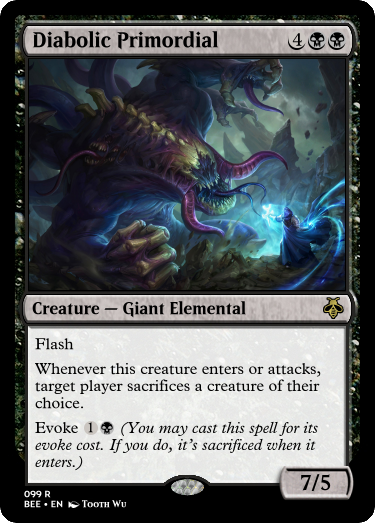 Diabolic Primordial 4
Creature — Giant Elemental
Flash
Whenever this creature enters or attacks,
target player sacrifices a creature of their
choice.
Evoke 1 (You may cast this spell for its
evoke cost. If you do, it's sacrificed when it
enters.)
7/5
099 R
BEE • EN Tooth Wu